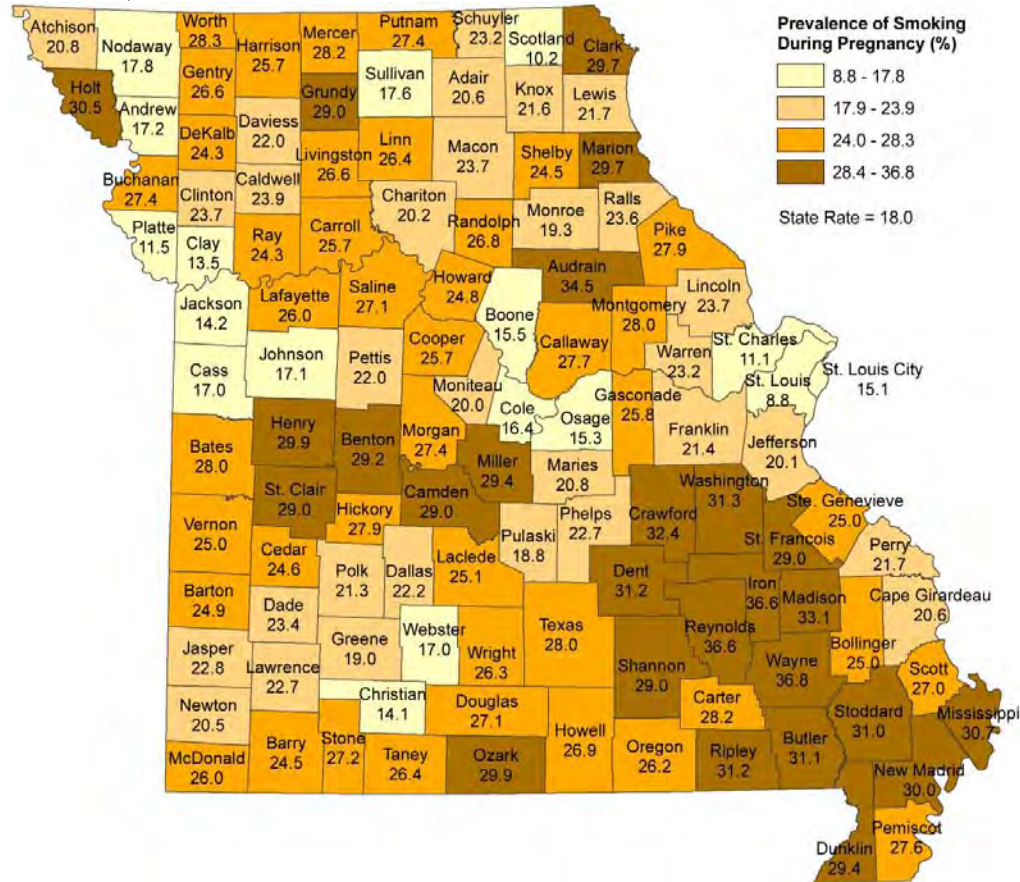 Atchison
20.8
Nodaway
17.8
Worth
28.3
Harrison
25.7
Mercer
28.2
Putnam
27.4
Schuyler
23.2
Scotland
10.2
Clark
29.7
Prevalence of Smoking
During Pregnancy (%)
8.8 - 17.8
17.9 - 23.9
24.0 - 28.3
28.4 - 36.8
State Rate = 18.0
Holt
30.5
Andrew
17.2
Gentry
26.6
Grundy
29.0
Sullivan
17.6
Adair
20.6
Knox
21.6
Lewis
21.7
DeKalb
24.3
Daviess
22.0
Livingston
26.6
Linn
26.4
Macon
23.7
Shelby
24.5
Marion
29.7
Buchanan
27.4
Clinton
23.7
Caldwell
23.9
Chariton
20.2
Randolph
26.8
Monroe
19.3
Ralls
23.6
Pike
27.9
Platte
11.5
Clay
13.5
Ray
24.3
Carroll
25.7
Howard
24.8
Audrain
34.5
Jackson
14.2
Lafayette
26.0
Saline
27.1
Boone
15.5
Callaway
27.7
Montgomery
28.0
Lincoln
23.7
Cass
17.0
Johnson
17.1
Pettis
22.0
Cooper
25.7
Moniteau
20.0
Cole
16.4
Osage
15.3
Gasconade
25.8
Warren
23.2
St. Charles
11.1
St. Louis
8.8
St. Louis City
15.1
Bates
28.0
Henry
29.9
Benton
29.2
Morgan
27.4
Miller
29.4
Maries
20.8
Franklin
21.4
Jefferson
20.1
Vernon
25.0
St. Clair
29.0
Hickory
27.9
Camden
29.0
Pulaski
18.8
Phelps
22.7
Crawford
32.4
Washington
31.3
St. Francois
29.0
Ste. Genevieve
25.0
Perry
21.7
Barton
24.9
Cedar
24.6
Polk
21.3
Dallas
22.2
Laclede
25.1
Dent
31.2
Iron
36.6
Madison
33.1
Cape Girardeau
20.6
Jasper
22.8
Dade
23.4
Greene
19.0
Webster
17.0
Wright
26.3
Texas
28.0
Shannon
29.0
Reynolds
36.6
Wayne
36.8
Bollinger
25.0
Scott
27.0
Newton
20.5
Lawrence
22.7
Christian
14.1
Douglas
27.1
Howell
26.9
Carter
28.2
Stoddard
31.0
Mississippi
30.7
McDonald
26.0
Barry
24.5
Stone
27.2
Taney
26.4
Ozark
29.9
Oregon
26.2
Ripley
31.2
Butler
31.1
New Madrid
30.0
Dunklin
29.4
Pemiscot
27.6